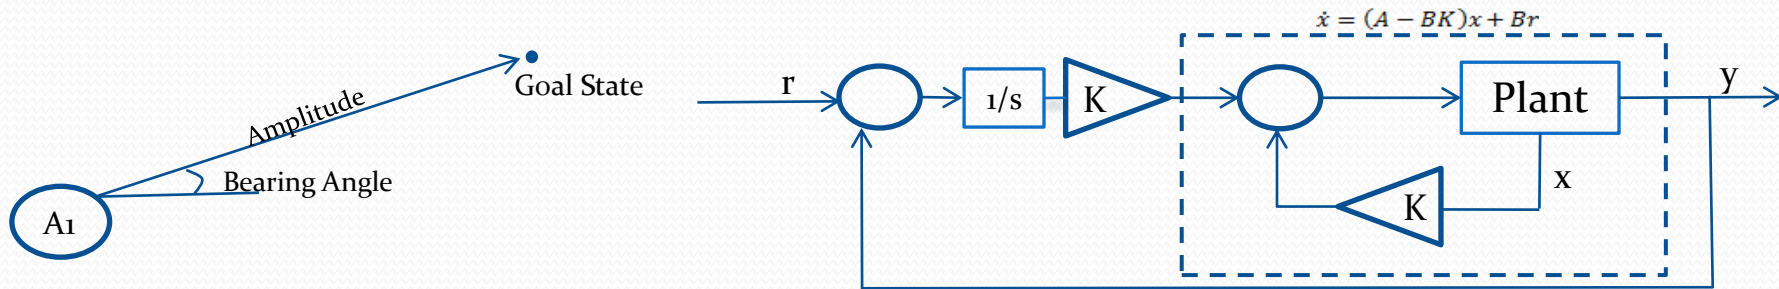 Amplitude
Goal State
Bearing Angle
A1
ẋ = (A − BK)x + Br
r
1/s
K
Plant
y
x
K